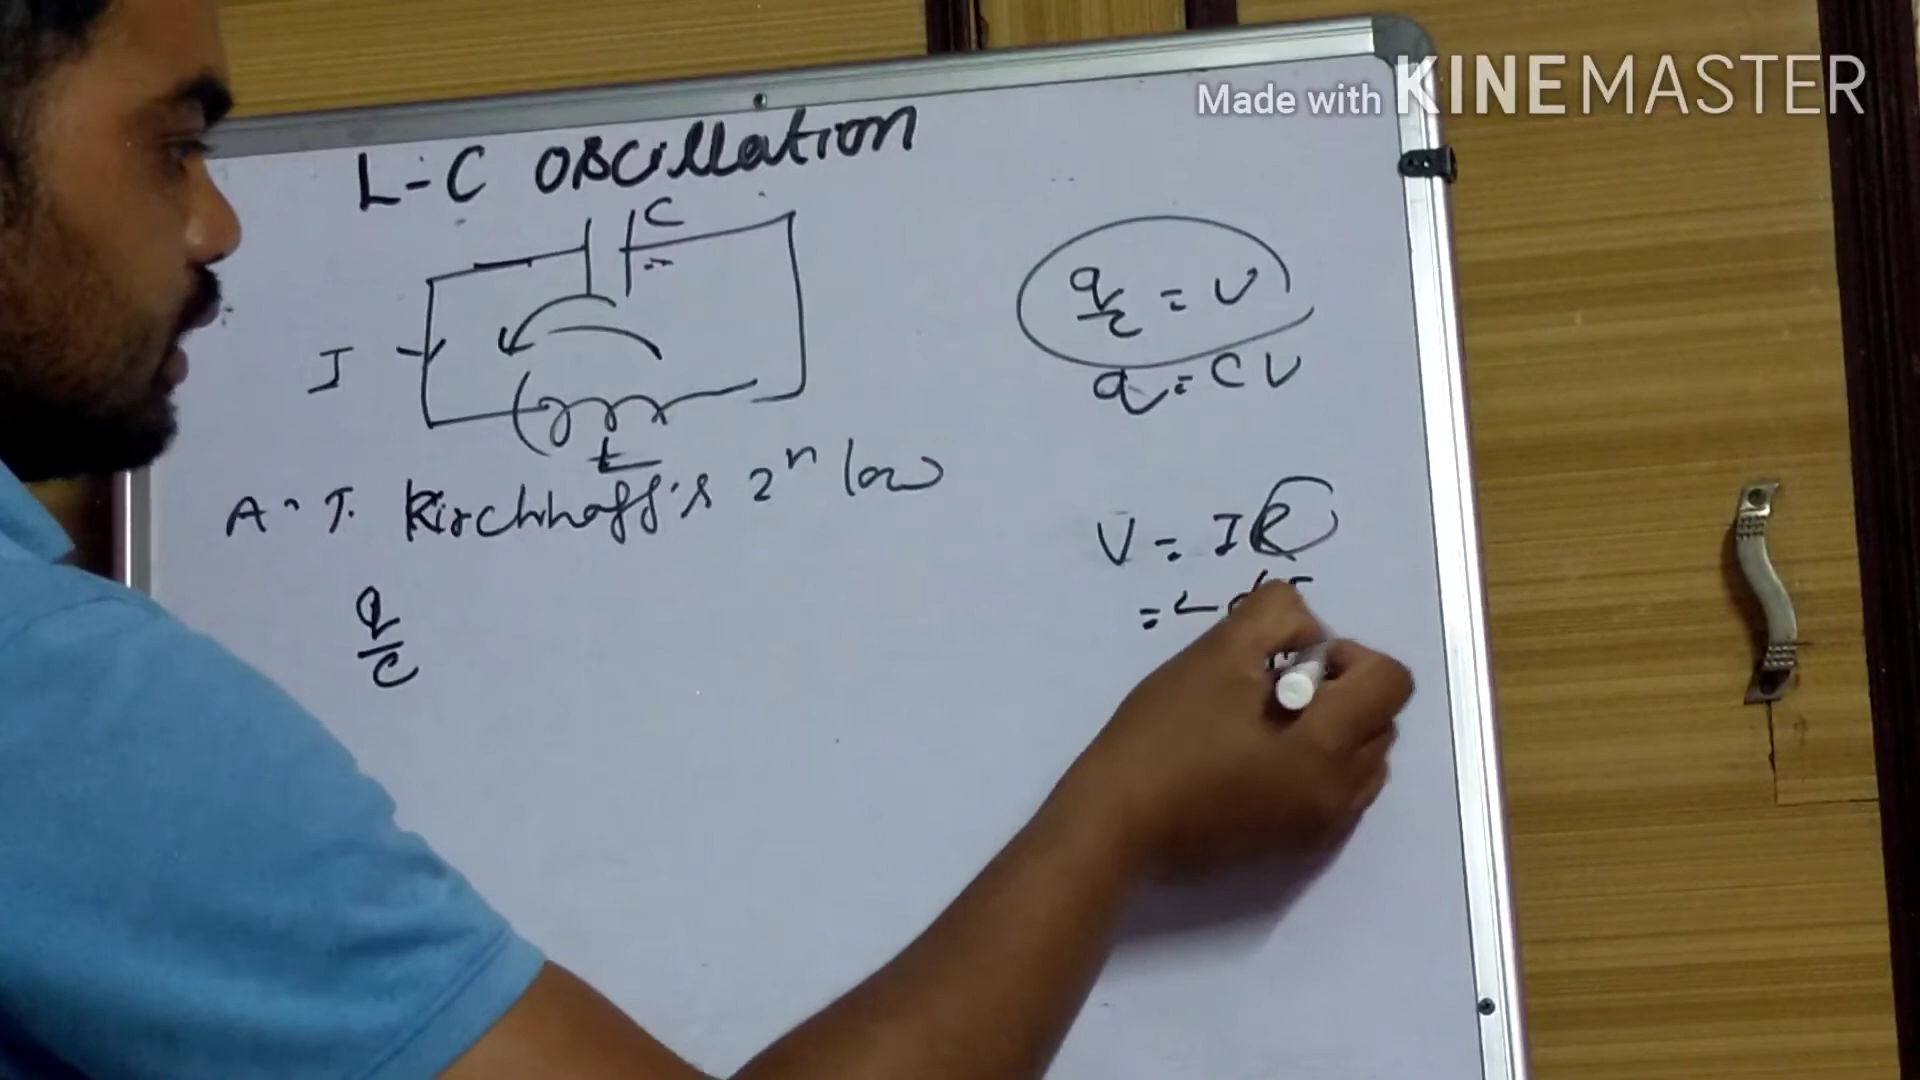 Made with KINEMASTER
L-C OSCillation
C
I
L
q/c = V
q = CV
A.T. Kirchhoff's 2n law
V = IR
= L
q/c